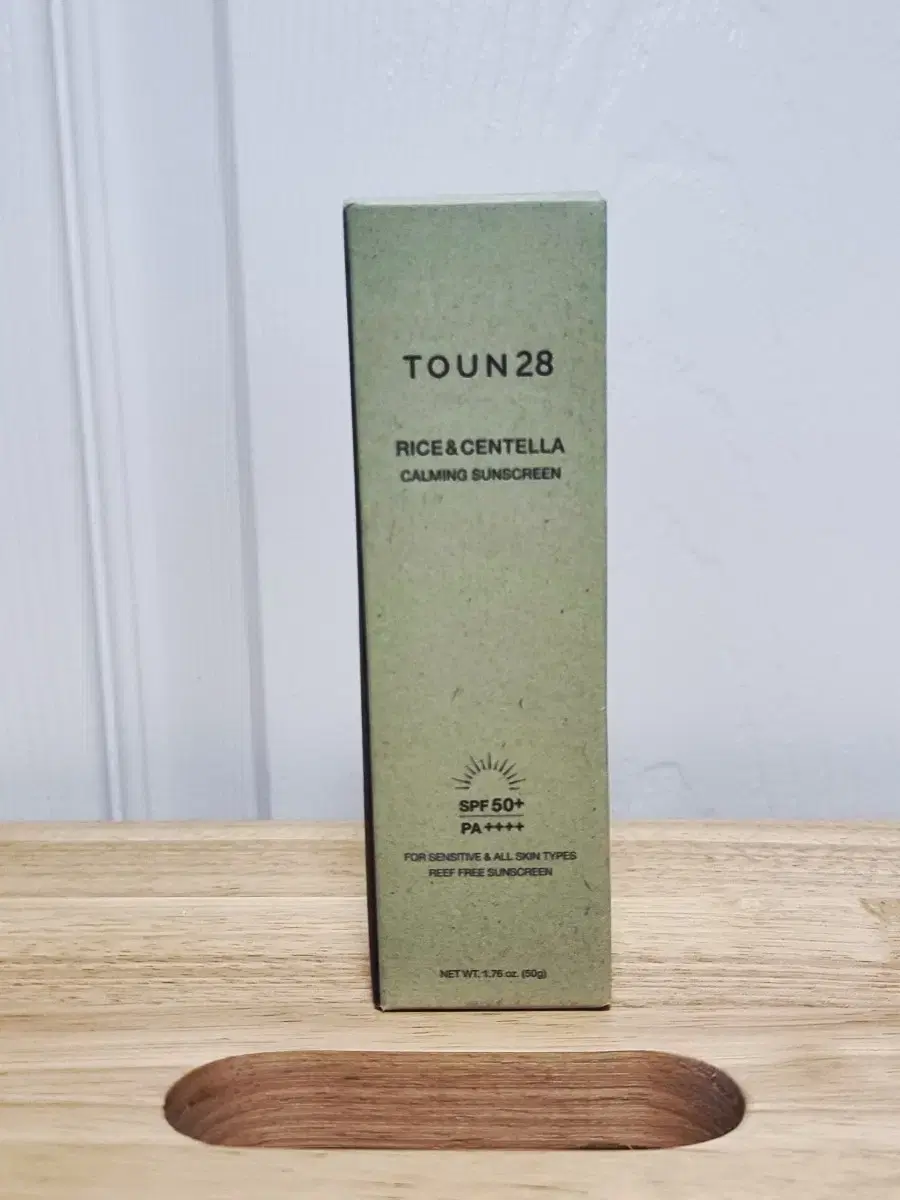 TOUN28
RICE&CENTELLA
CALMING SUNSCREEN
SPF 50+
PA ++++
FOR SENSITIVE & ALL SKIN TYPES
REEF FREE SUNSCREEN
NET WT. 1.76 oz. (50g)